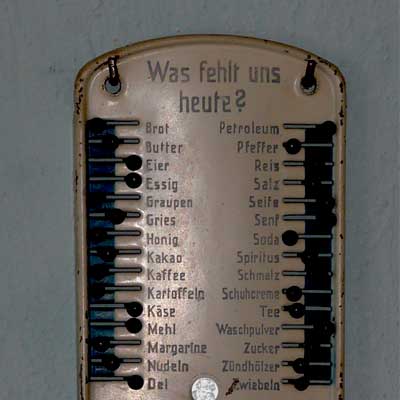 Was fehlt uns
heute?
Brot Petroleum
Butter Pfeffer
Eier Reis
Essig Salz
Graupen Seife
Gries Senf
Honig Soda
Kakao Spiritus
Kaffee Schmalz
Kartoffeln Schuhcreme
Käse Tee
Mehl Waschpulver
Margarine Zucker
Nudeln Zündhölzer
Oel Zwiebeln